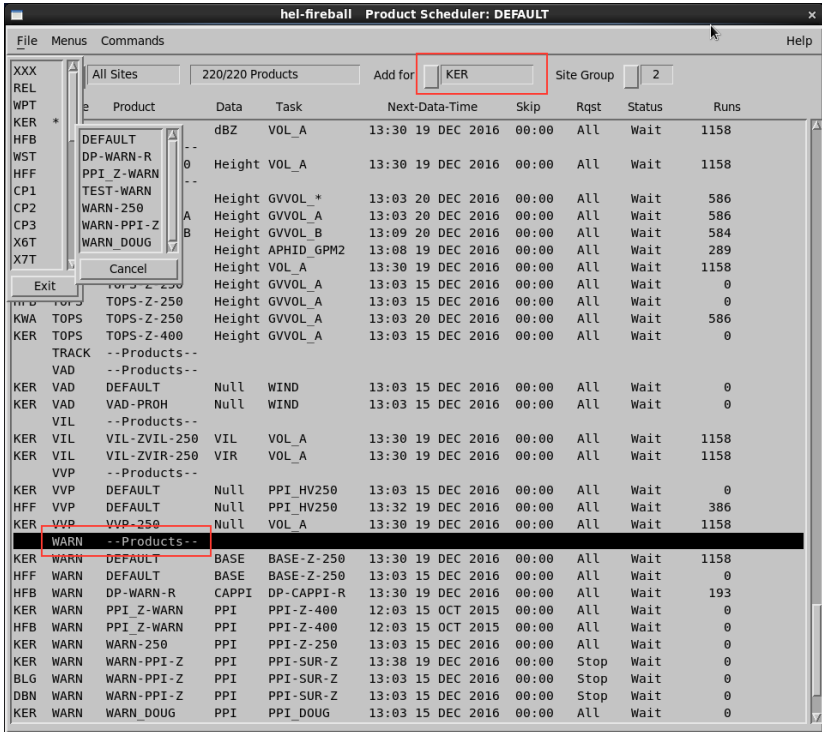 hel-fireball Product Scheduler: DEFAULT ×
File Menus Commands Help
All Sites 220/220 Products Add for KER Site Group 2
Product Data Task Next-Data-Time Skip Rqst Status Runs
XXX
REL
WPT
KER *
HFB
WST
HFF
CP1
CP2
CP3
X6T
X7T
Exit
DEFAULT
DP-WARN-R
PPI_Z-WARN
TEST-WARN
WARN-250
WARN-PPI-Z
WARN_DOUG
Cancel
dBZ VOL_A 13:30 19 DEC 2016 00:00 All Wait 1158
--
0 Height VOL_A 13:30 19 DEC 2016 00:00 All Wait 1158
--
Height GVVOL_* 13:03 20 DEC 2016 00:00 All Wait 586
A Height GVVOL_A 13:03 20 DEC 2016 00:00 All Wait 586
B Height GVVOL_B 13:09 20 DEC 2016 00:00 All Wait 584
Height APHID_GPM2 13:08 19 DEC 2016 00:00 All Wait 289
Height VOL_A 13:30 19 DEC 2016 00:00 All Wait 1158
TOPS-Z-250 Height GVVOL_A 13:03 15 DEC 2016 00:00 All Wait 0
HFB TOPS TOPS-Z-250 Height GVVOL_A 13:03 15 DEC 2016 00:00 All Wait 0
KWA TOPS TOPS-Z-250 Height GVVOL_A 13:03 20 DEC 2016 00:00 All Wait 586
KER TOPS TOPS-Z-400 Height GVVOL_A 13:03 15 DEC 2016 00:00 All Wait 0
TRACK --Products--
VAD --Products--
KER VAD DEFAULT Null WIND 13:03 15 DEC 2016 00:00 All Wait 0
KER VAD VAD-PROH Null WIND 13:03 15 DEC 2016 00:00 All Wait 0
VIL --Products--
KER VIL VIL-ZVIL-250 VIL VOL_A 13:30 19 DEC 2016 00:00 All Wait 1158
KER VIL VIL-ZVIR-250 VIR VOL_A 13:30 19 DEC 2016 00:00 All Wait 1158
VVP --Products--
KER VVP DEFAULT Null PPI_HV250 13:03 15 DEC 2016 00:00 All Wait 0
HFF VVP DEFAULT Null PPI_HV250 13:32 19 DEC 2016 00:00 All Wait 386
KER VVP VVP-250 Null VOL_A 13:30 19 DEC 2016 00:00 All Wait 1158
WARN --Products--
KER WARN DEFAULT BASE BASE-Z-250 13:30 19 DEC 2016 00:00 All Wait 1158
HFF WARN DEFAULT BASE BASE-Z-250 13:03 15 DEC 2016 00:00 All Wait 0
HFB WARN DP-WARN-R CAPPI DP-CAPPI-R 13:30 19 DEC 2016 00:00 All Wait 193
KER WARN PPI_Z-WARN PPI PPI-Z-400 12:03 15 OCT 2015 00:00 All Wait 0
HFB WARN PPI_Z-WARN PPI PPI-Z-400 12:03 15 OCT 2015 00:00 All Wait 0
KER WARN WARN-250 PPI PPI-Z-250 13:03 15 DEC 2016 00:00 All Wait 0
KER WARN WARN-PPI-Z PPI PPI-SUR-Z 13:38 19 DEC 2016 00:00 Stop Wait 0
BLG WARN WARN-PPI-Z PPI PPI-SUR-Z 13:03 15 DEC 2016 00:00 Stop Wait 0
DBN WARN WARN-PPI-Z PPI PPI-SUR-Z 13:03 15 DEC 2016 00:00 Stop Wait 0
KER WARN WARN_DOUG PPI PPI_DOUG 13:03 15 DEC 2016 00:00 All Wait 0